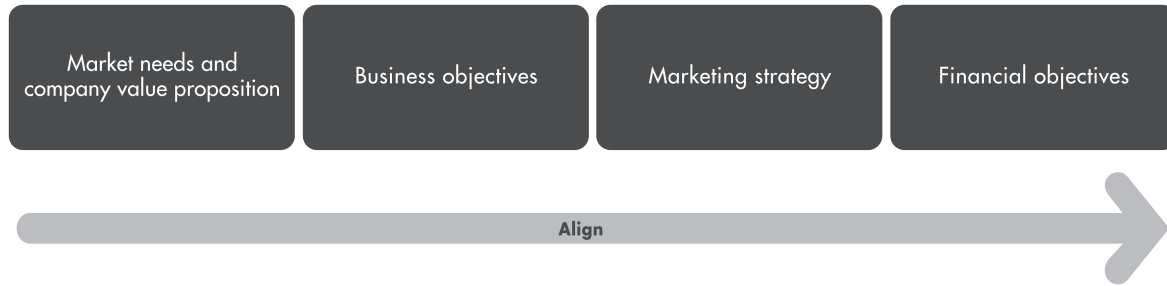 Market needs and
company value proposition
Business objectives
Marketing strategy
Financial objectives
Align